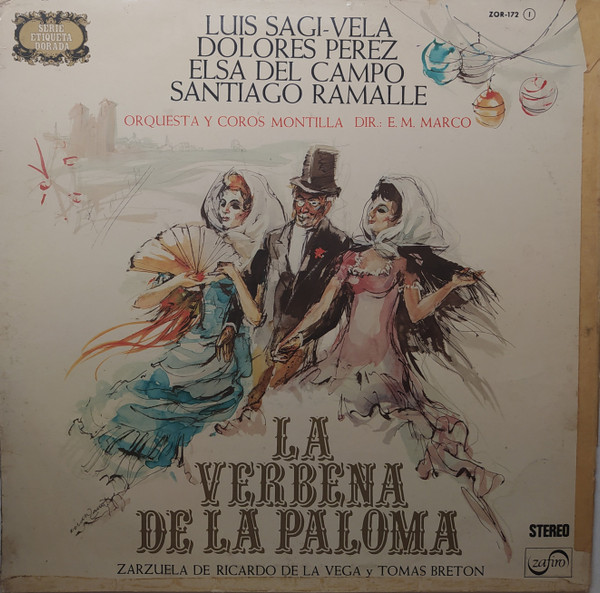 SERIE
ETIQUETA
DORADA
ZOR-172 1
LUIS SAGI-VELA
DOLORES PEREZ
ELSA DEL CAMPO
SANTIAGO RAMALLE
ORQUESTA Y COROS MONTILLA DIR.: E. M. MARCO
LA
VERBENA
DE LA PALOMA
STEREO
zafiro
ZARZUELA DE RICARDO DE LA VEGA y TOMAS BRETON